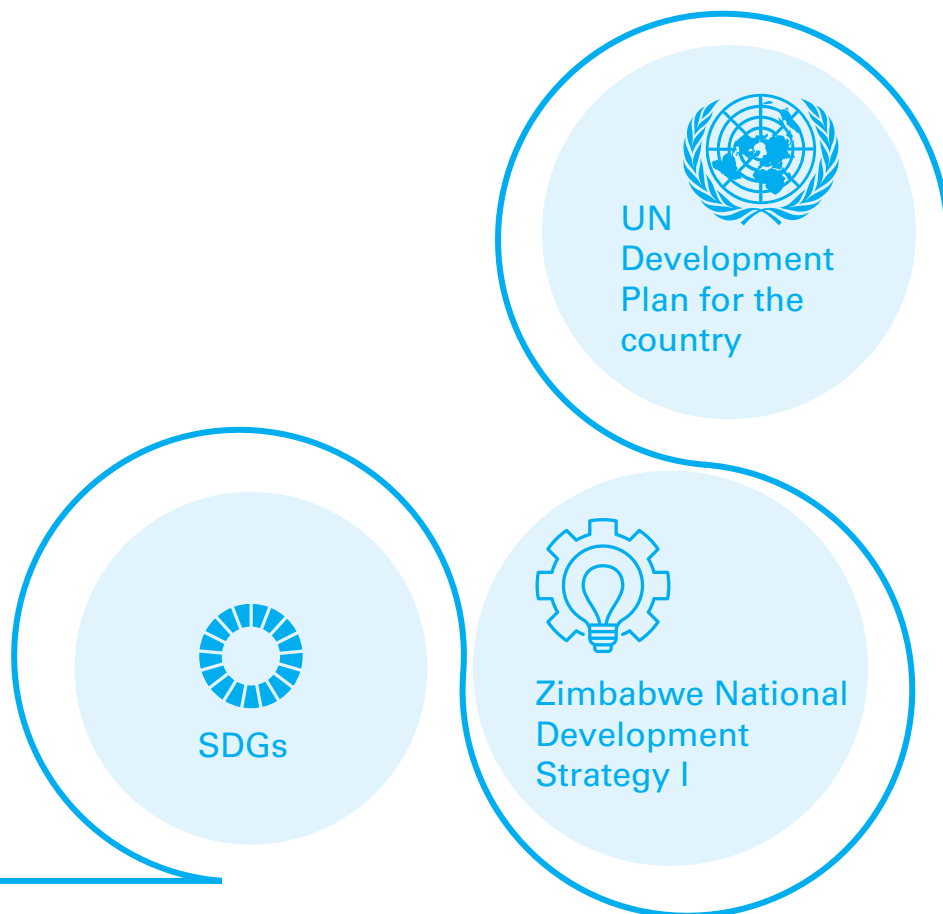 UN
Development
Plan for the
country
SDGs
Zimbabwe National
Development
Strategy I